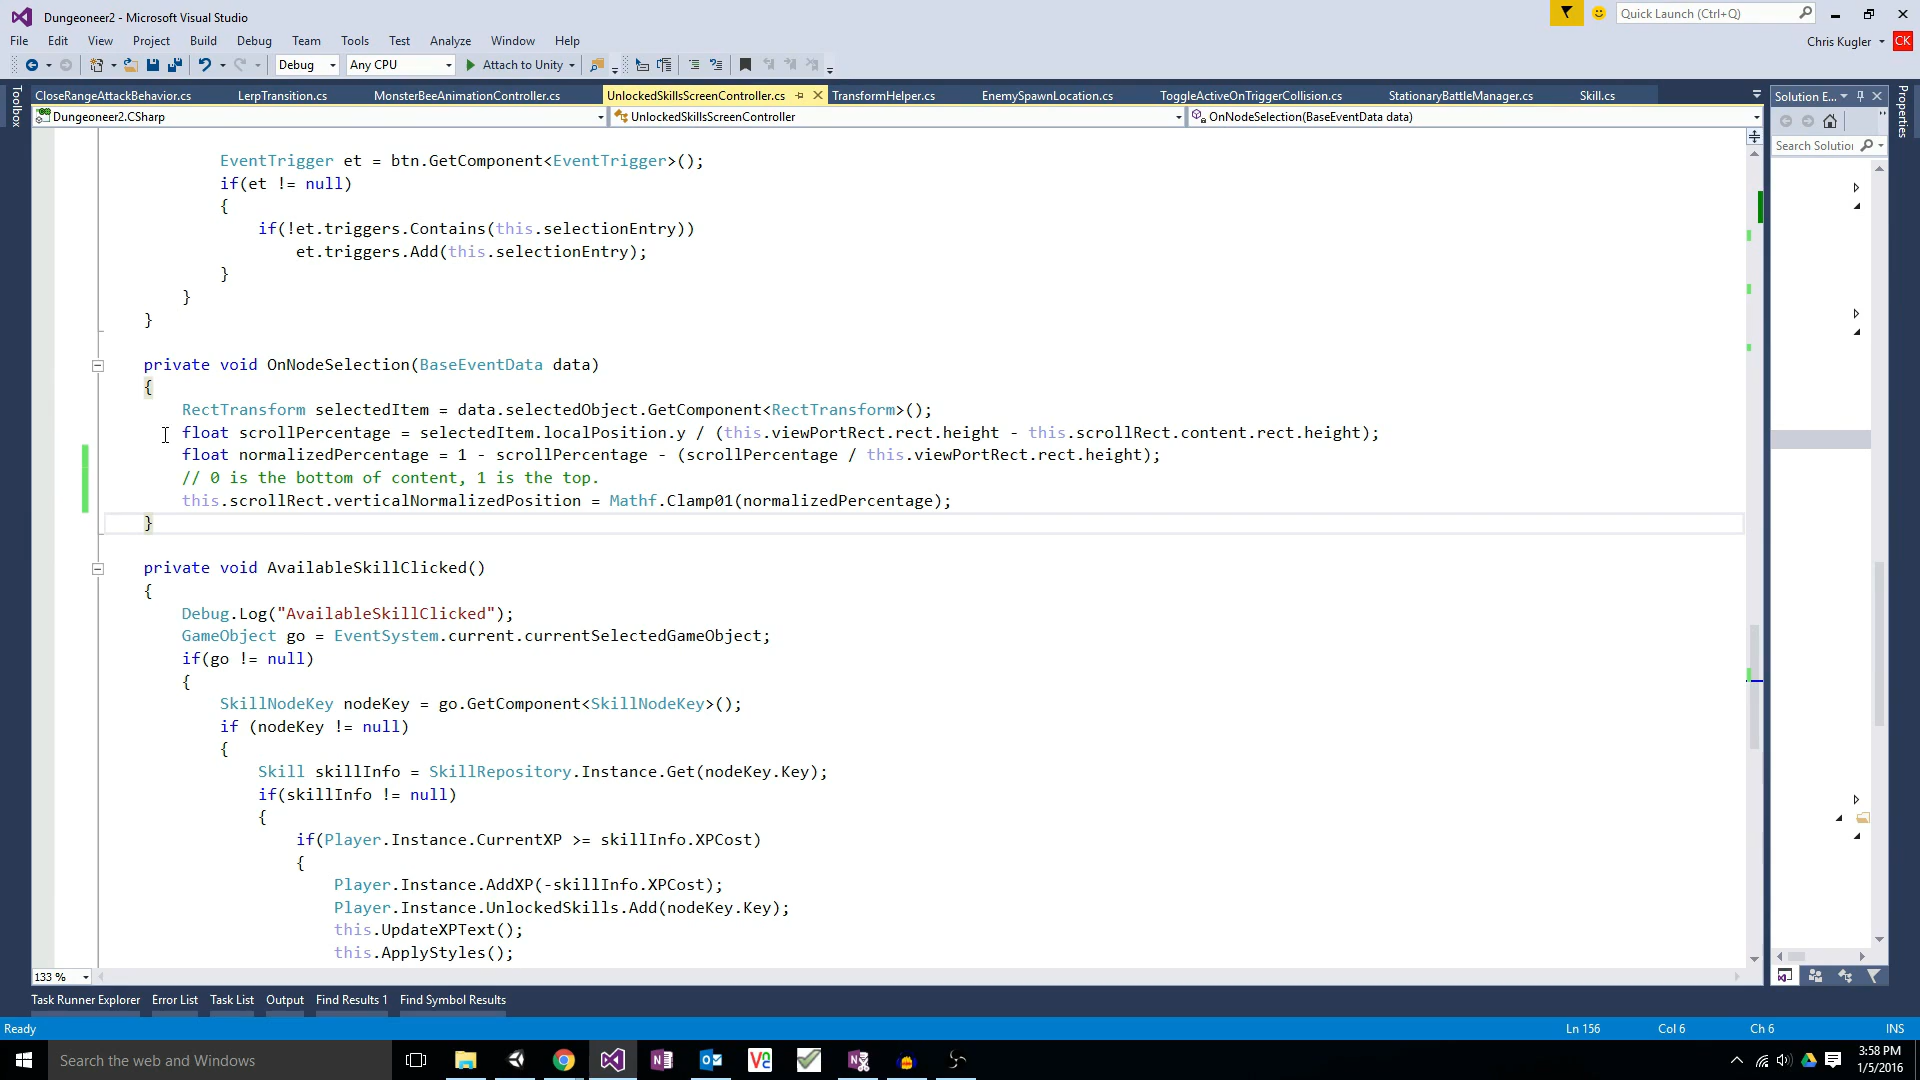 Dungeoneer2 - Microsoft Visual Studio
Quick Launch (Ctrl+Q)
File Edit View Project Build Debug Team Tools Test Analyze Window Help
Chris Kugler CK
Debug Any CPU Attach to Unity
Toolbox
CloseRangeAttackBehavior.cs LerpTransition.cs MonsterBeeAnimationController.cs UnlockedSkillsScreenController.cs TransformHelper.cs EnemySpawnLocation.cs ToggleActiveOnTriggerCollision.cs StationaryBattleManager.cs Skill.cs
Solution E...
Properties
Dungeoneer2.CSharp UnlockedSkillsScreenController OnNodeSelection(BaseEventData data)
Search Solutio
EventTrigger et = btn.GetComponent<EventTrigger>();
if(et != null)
{
if(!et.triggers.Contains(this.selectionEntry))
et.triggers.Add(this.selectionEntry);
}
}
}
private void OnNodeSelection(BaseEventData data)
{
RectTransform selectedItem = data.selectedObject.GetComponent<RectTransform>();
float scrollPercentage = selectedItem.localPosition.y / (this.viewPortRect.rect.height - this.scrollRect.content.rect.height);
float normalizedPercentage = 1 - scrollPercentage - (scrollPercentage / this.viewPortRect.rect.height);
// 0 is the bottom of content, 1 is the top.
this.scrollRect.verticalNormalizedPosition = Mathf.Clamp01(normalizedPercentage);
}
private void AvailableSkillClicked()
{
Debug.Log("AvailableSkillClicked");
GameObject go = EventSystem.current.currentSelectedGameObject;
if(go != null)
{
SkillNodeKey nodeKey = go.GetComponent<SkillNodeKey>();
if (nodeKey != null)
{
Skill skillInfo = SkillRepository.Instance.Get(nodeKey.Key);
if(skillInfo != null)
{
if(Player.Instance.CurrentXP >= skillInfo.XPCost)
{
Player.Instance.AddXP(-skillInfo.XPCost);
Player.Instance.UnlockedSkills.Add(nodeKey.Key);
this.UpdateXPText();
this.ApplyStyles();
133 %
Task Runner Explorer Error List Task List Output Find Results 1 Find Symbol Results
Ready Ln 156 Col 6 Ch 6 INS
Search the web and Windows
3:58 PM
1/5/2016